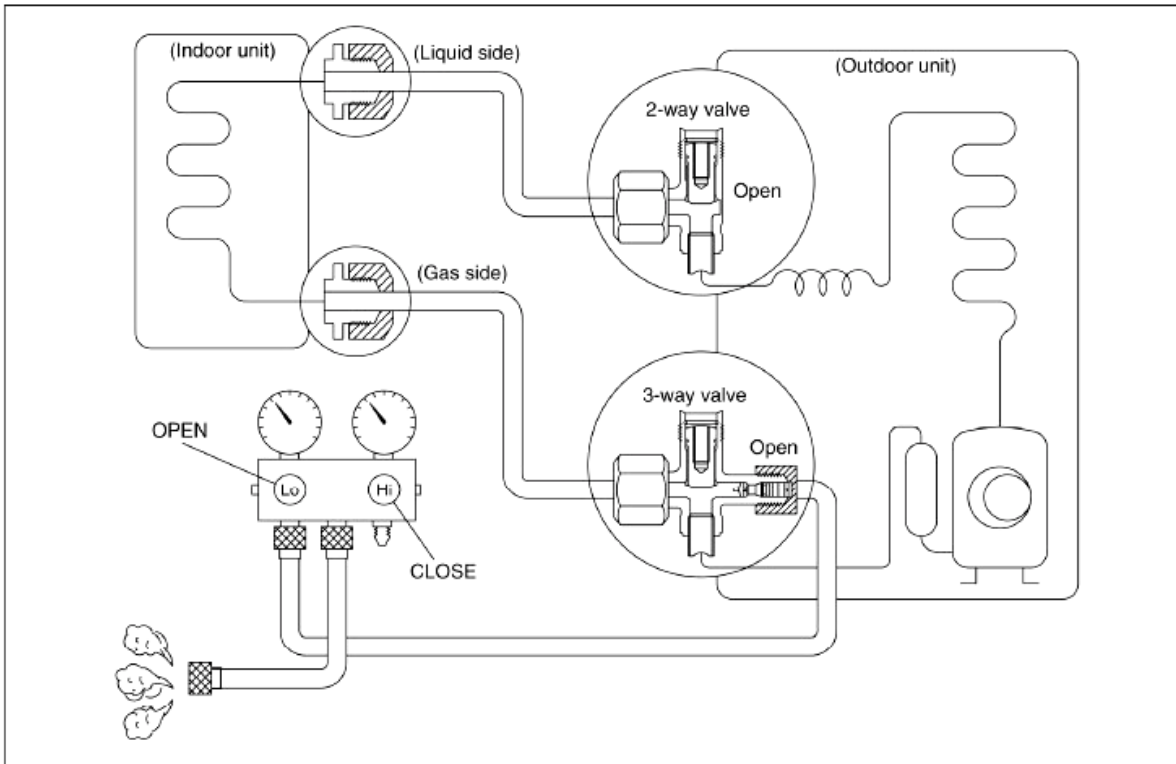 (Indoor unit)
(Liquid side)
(Outdoor unit)
2-way valve
Open
(Gas side)
3-way valve
Open
OPEN
Lo
Hi
CLOSE